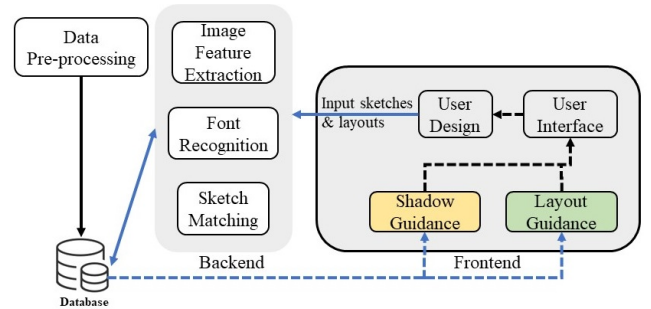 Data
Pre-processing
Image
Feature
Extraction
Font
Recognition
Sketch
Matching
Backend
Input sketches
& layouts
User
Design
User
Interface
Shadow
Guidance
Layout
Guidance
Frontend
Database